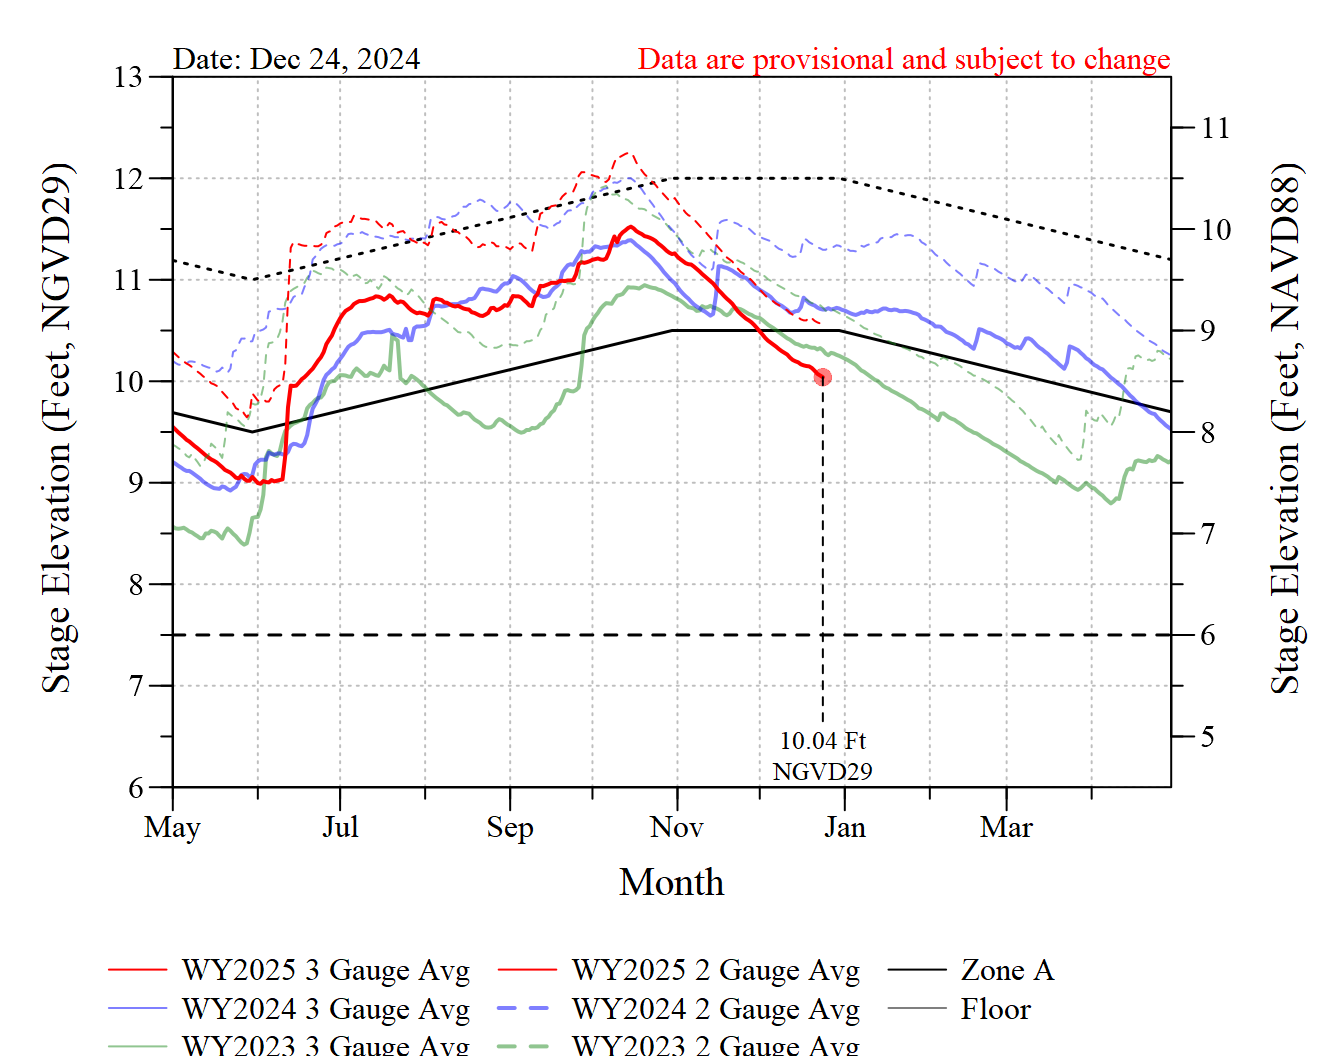 Date: Dec 24, 2024
Data are provisional and subject to change
13
12
11
10
9
8
7
6
Stage Elevation (Feet, NGVD29)
11
10
9
8
7
6
5
Stage Elevation (Feet, NAVD88)
10.04 Ft
NGVD29
May Jul Sep Nov Jan Mar
Month
WY2025 3 Gauge Avg WY2025 2 Gauge Avg Zone A
WY2024 3 Gauge Avg WY2024 2 Gauge Avg Floor
WY2023 3 Gauge Avg WY2023 2 Gauge Avg